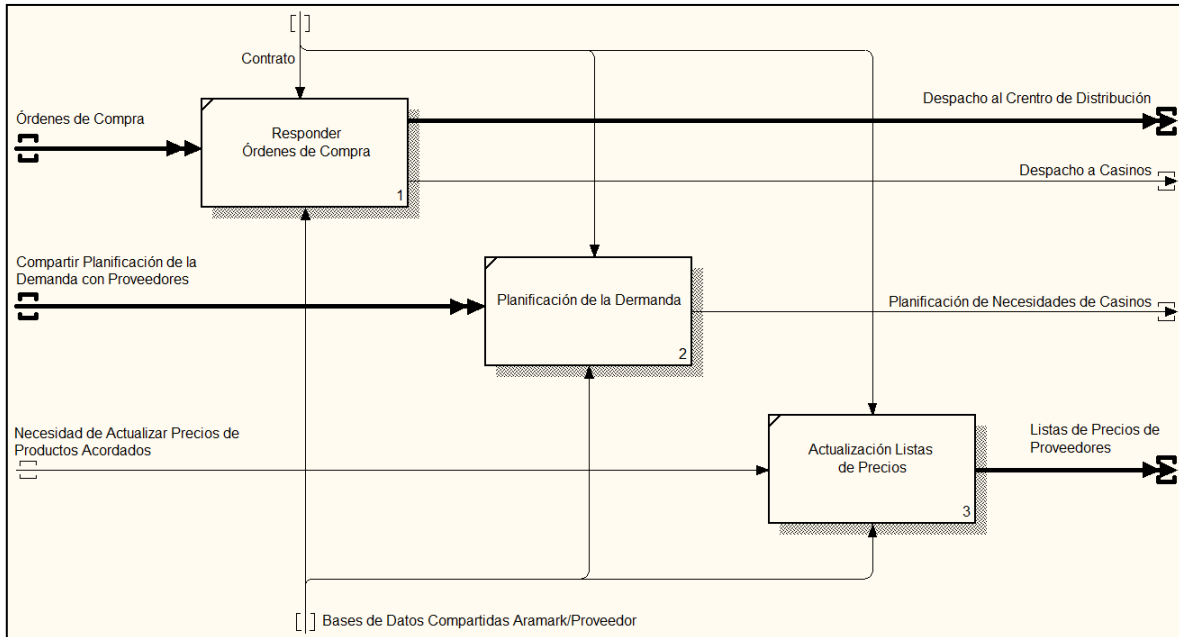 Contrato
Órdenes de Compra
Responder
Órdenes de Compra
1
Despacho al Crentro de Distribución
Despacho a Casinos
Compartir Planificación de la
Demanda con Proveedores
Planificación de la Dermanda
2
Planificación de Necesidades de Casinos
Necesidad de Actualizar Precios de
Productos Acordados
Actualización Listas
de Precios
3
Listas de Precios de
Proveedores
Bases de Datos Compartidas Aramark/Proveedor